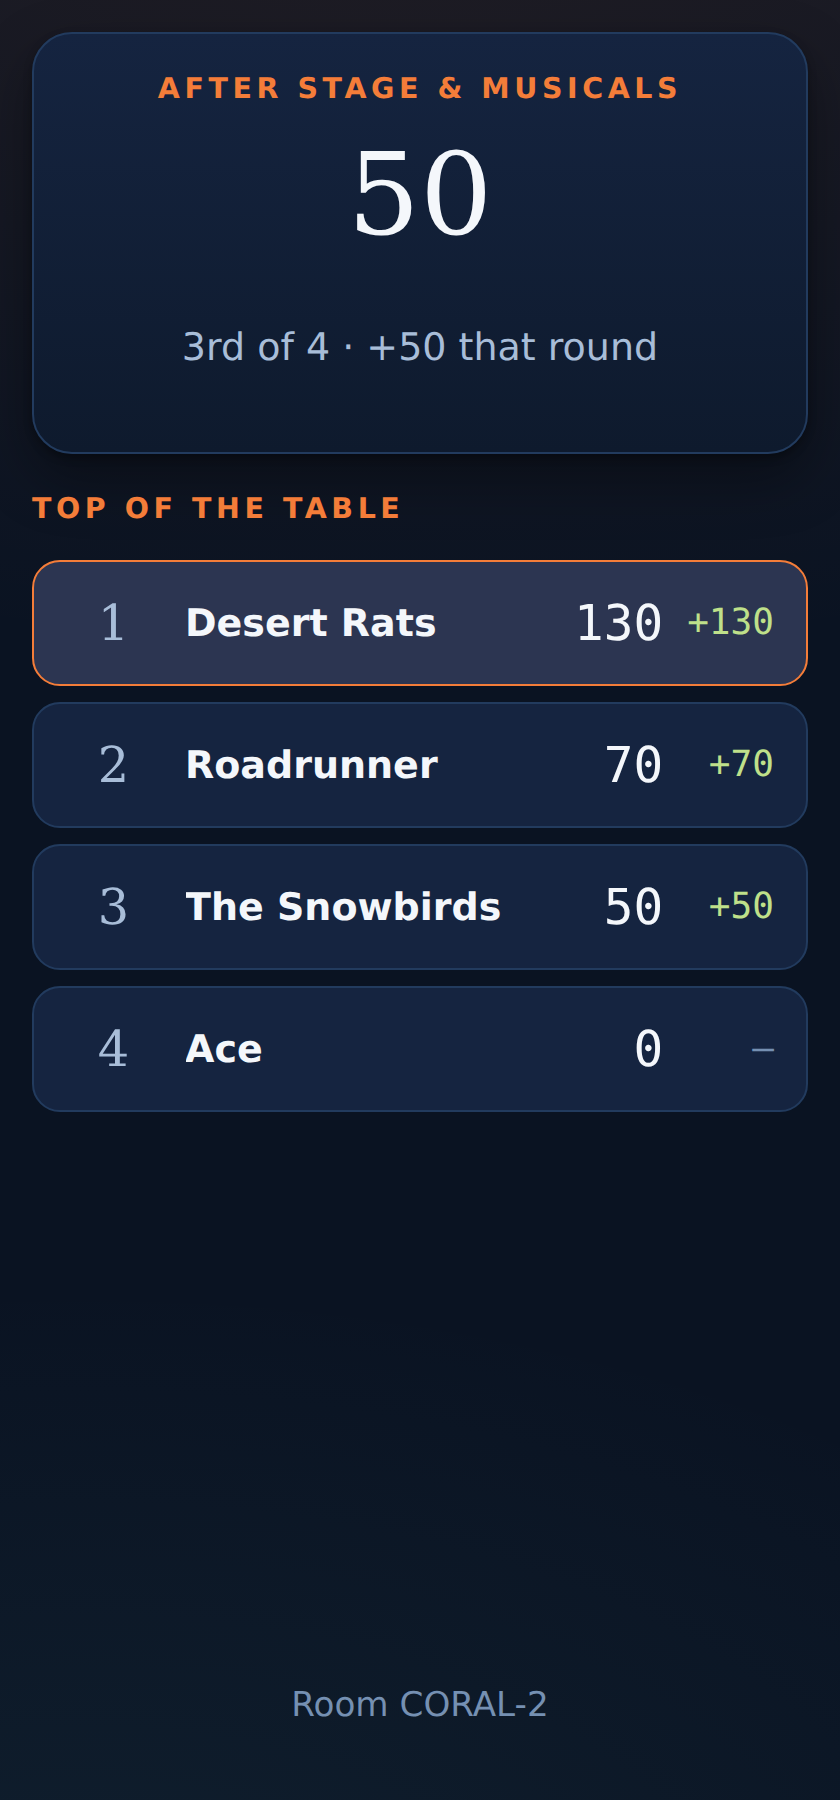 AFTER STAGE & MUSICALS
50
3rd of 4 · +50 that round
TOP OF THE TABLE
1 Desert Rats 130 +130
2 Roadrunner 70 +70
3 The Snowbirds 50 +50
4 Ace 0 –
Room CORAL-2